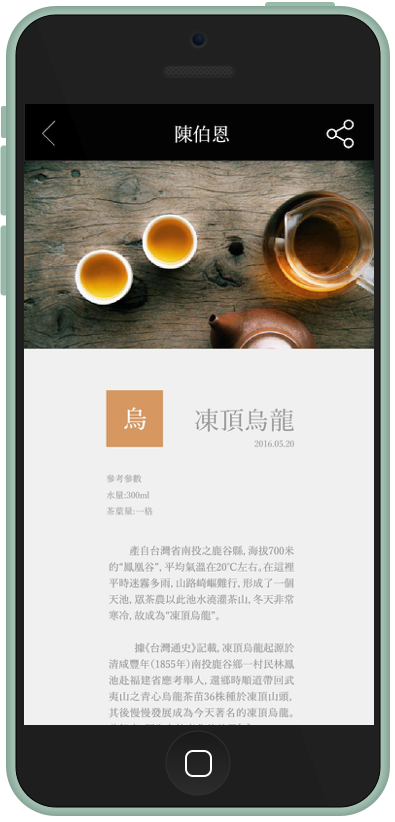 陳伯恩
烏
凍頂烏龍
2016.05.20
參考參數
水量:300ml
茶葉量:一格
產自台灣省南投之鹿谷縣，海拔700米
的“鳳凰谷”，平均氣溫在20℃左右。在這裡
平時迷霧多雨，山路崎嶇難行，形成了一個
天池，眾茶農以此池水澆灌茶山，冬天非常
寒冷，故成為“凍頂烏龍”。
據《台灣通史》記載，凍頂烏龍起源於
清咸豐年（1855年）南投鹿谷鄉一村民林鳳
池赴福建省應考舉人，還鄉時順道帶回武
夷山之青心烏龍茶苗36株種於凍頂山頭，
其後慢慢發展成為今天著名的凍頂烏龍。